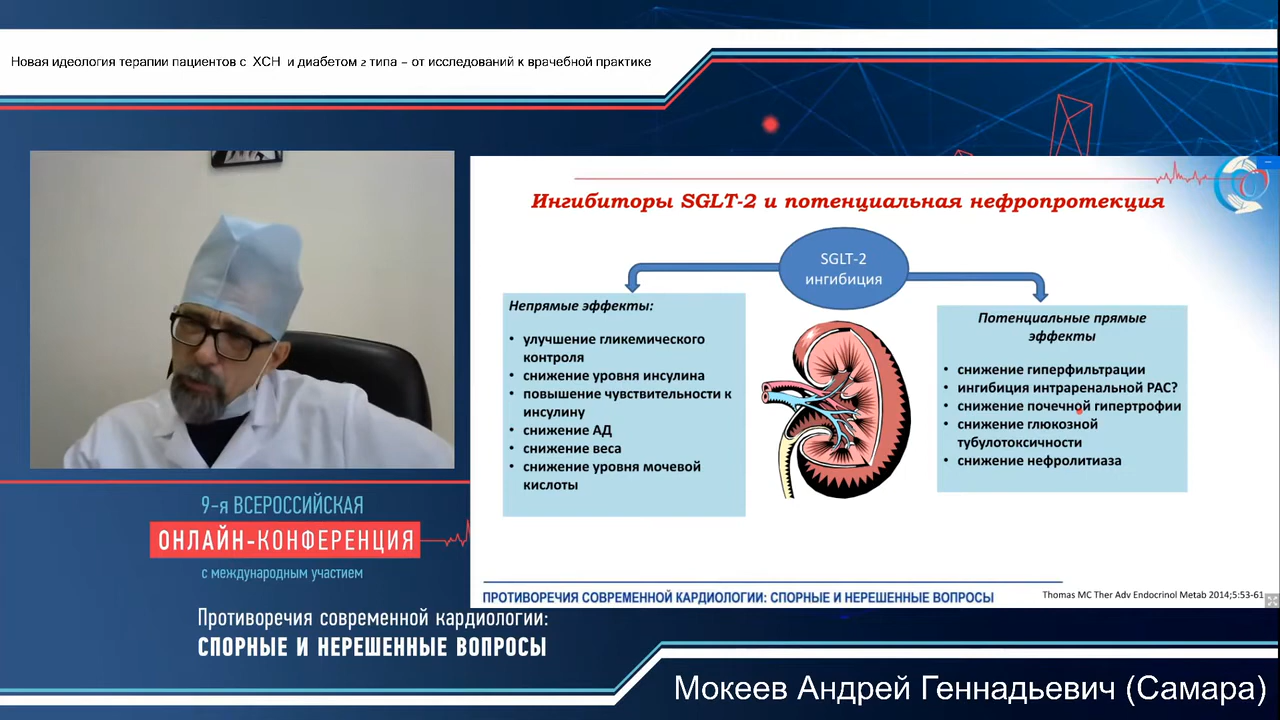 Новая идеология терапии пациентов с ХСН и диабетом 2 типа – от исследований к врачебной практике
Ингибиторы SGLT-2 и потенциальная нефропротекция
SGLT-2
ингибиция
Непрямые эффекты:
• улучшение гликемического
контроля
• снижение уровня инсулина
• повышение чувствительности к
инсулину
• снижение АД
• снижение веса
• снижение уровня мочевой
кислоты
Потенциальные прямые
эффекты
• снижение гиперфильтрации
• ингибиция интраренальной РАС?
• снижение почечной гипертрофии
• снижение глюкозной
тубулотоксичности
• снижение нефролитиаза
ПРОТИВОРЕЧИЯ СОВРЕМЕННОЙ КАРДИОЛОГИИ: СПОРНЫЕ И НЕРЕШЕННЫЕ ВОПРОСЫ
Thomas MC Ther Adv Endocrinol Metab 2014;5:53-61
9-я ВСЕРОССИЙСКАЯ
ОНЛАЙН-КОНФЕРЕНЦИЯ
с международным участием
Противоречия современной кардиологии:
СПОРНЫЕ И НЕРЕШЕННЫЕ ВОПРОСЫ
Мокеев Андрей Геннадьевич (Самара)